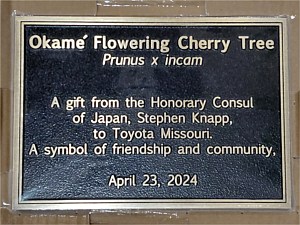 Okamé Flowering Cherry Tree
Prunus x incam
A gift from the Honorary Consul
of Japan, Stephen Knapp,
to Toyota Missouri.
A symbol of friendship and community,
April 23, 2024